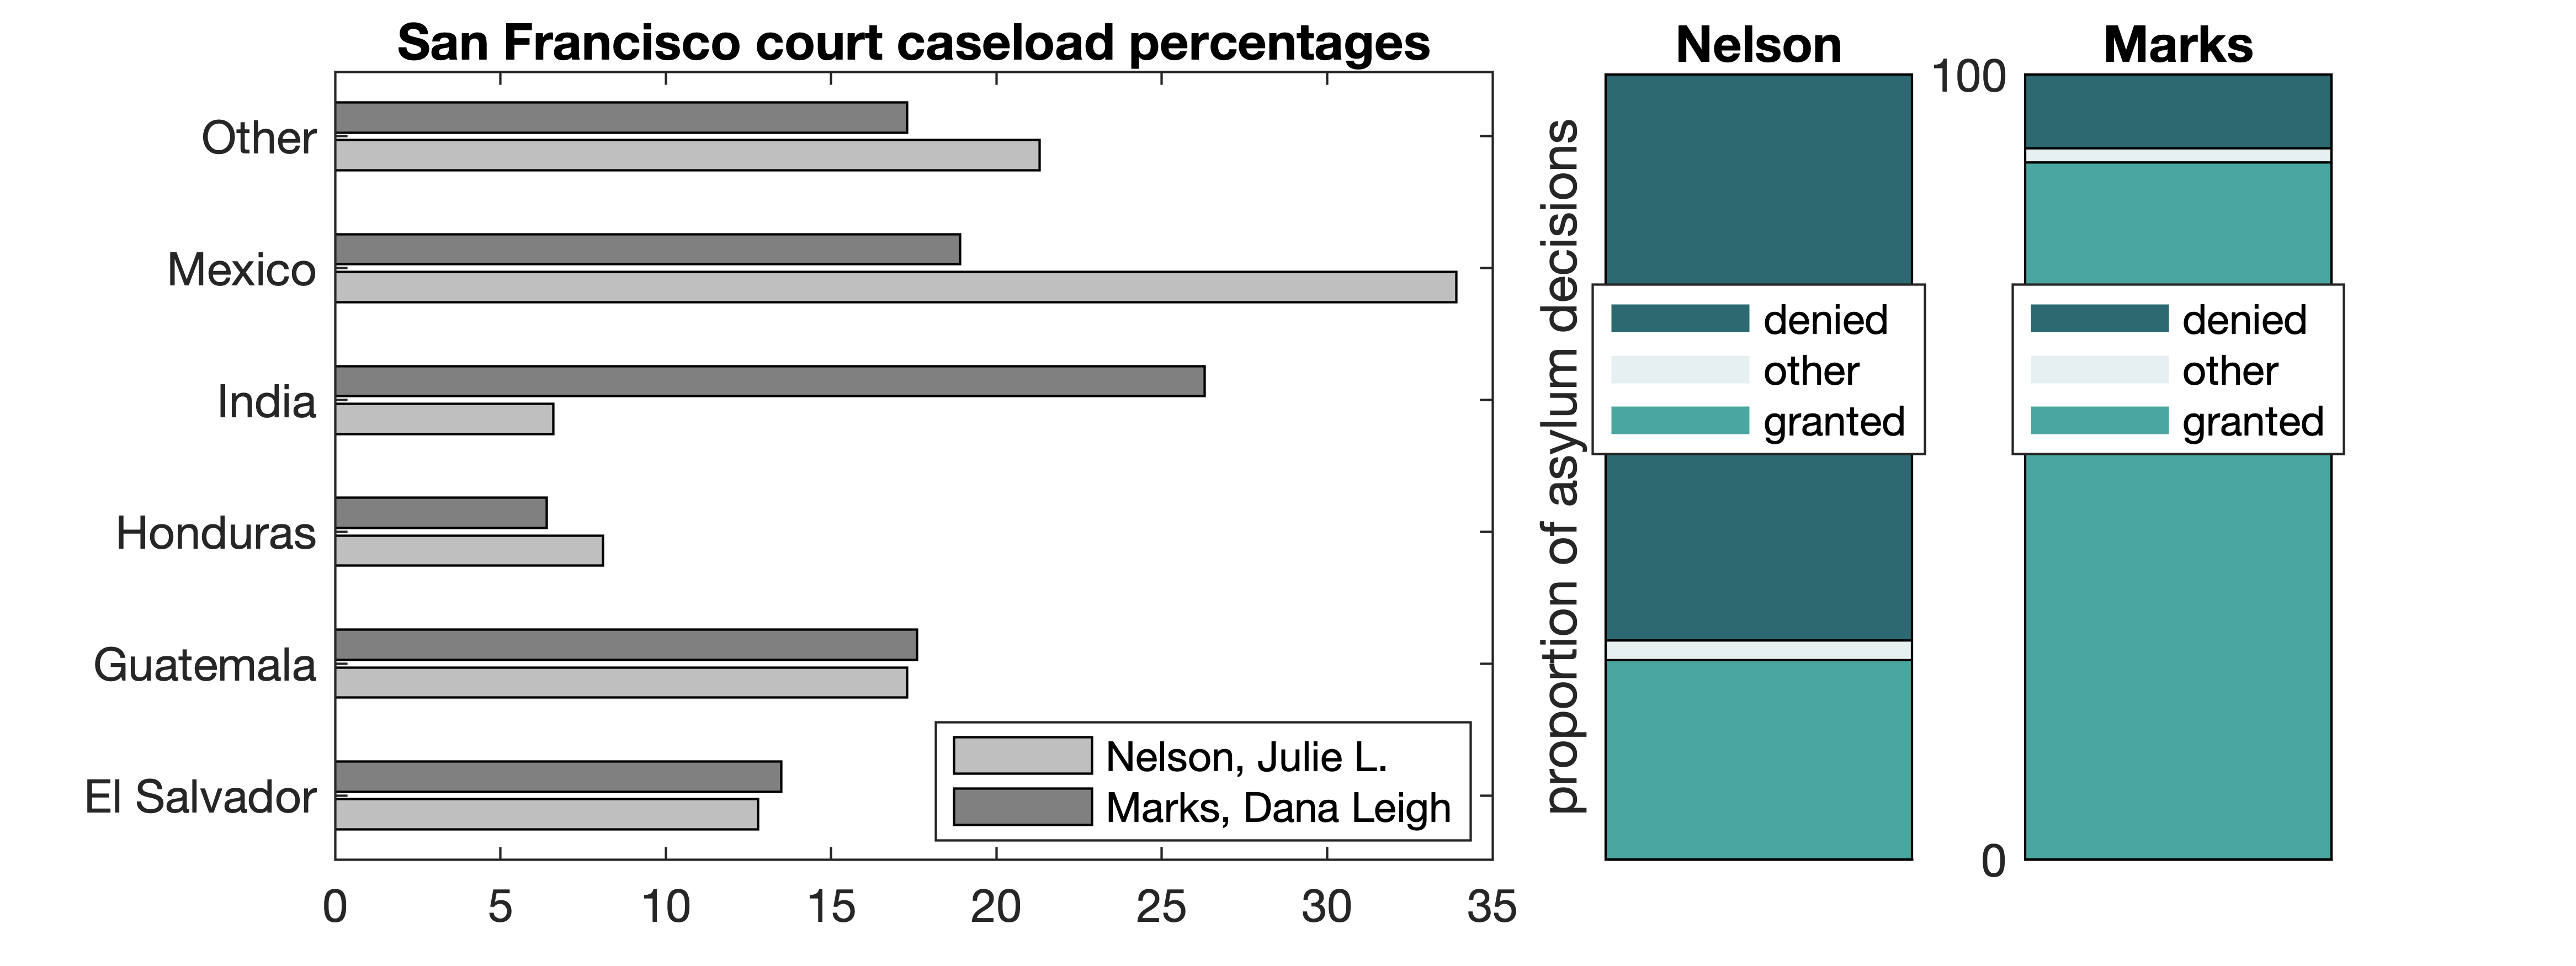 San Francisco court caseload percentages
Other
Mexico
India
Honduras
Guatemala
El Salvador
0 5 10 15 20 25 30 35
Nelson, Julie L.
Marks, Dana Leigh
proportion of asylum decisions
Nelson
denied
other
granted
100
0
Marks
denied
other
granted